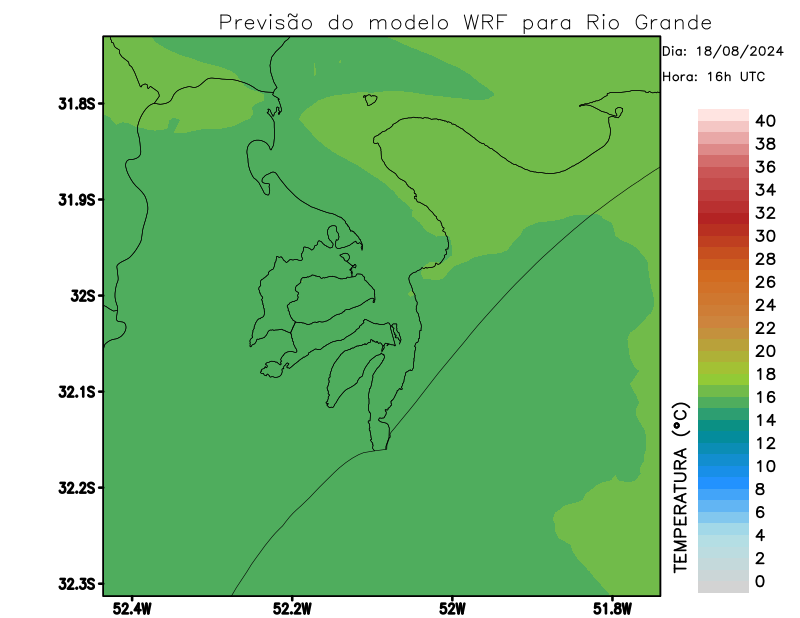 Previsão do modelo WRF para Rio Grande
Dia: 18/08/2024
Hora: 16h UTC
31.8S
31.9S
32S
32.1S
32.2S
32.3S
52.4W
52.2W
52W
51.8W
TEMPERATURA (°C)
40
38
36
34
32
30
28
26
24
22
20
18
16
14
12
10
8
6
4
2
0